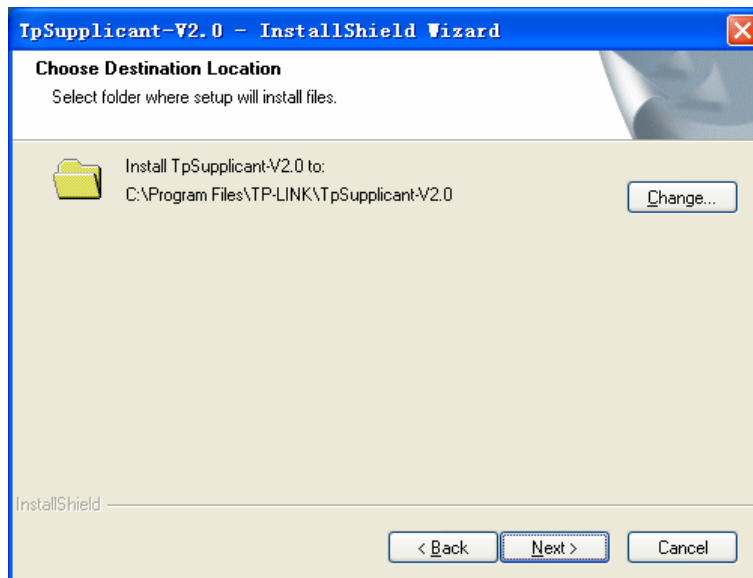 TpSupplicant-V2.0 - InstallShield Wizard
Choose Destination Location
Select folder where setup will install files.
Install TpSupplicant-V2.0 to:
C:\Program Files\TP-LINK\TpSupplicant-V2.0
Change...
InstallShield
< Back
Next >
Cancel